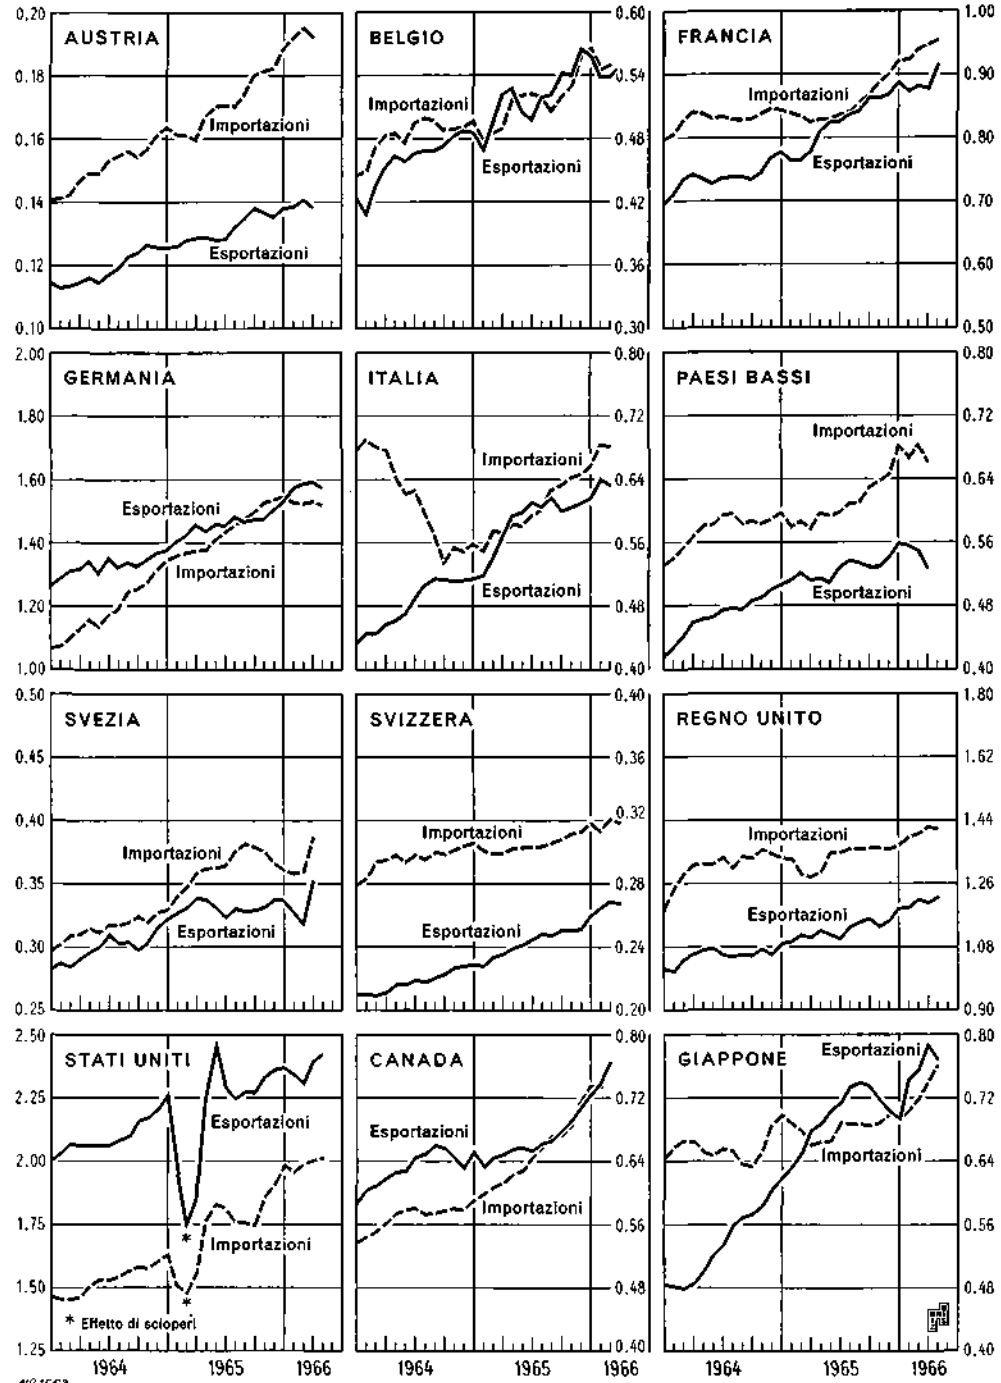 AUSTRIA
0.20
0.18
0.16
0.14
0.12
0.10
Importazioni
Esportazioni
BELGIO
0.60
0.54
0.48
0.42
0.36
0.30
Importazioni
Esportazioni
FRANCIA
1.00
0.90
0.80
0.70
0.60
0.50
Importazioni
Esportazioni
GERMANIA
2.00
1.80
1.60
1.40
1.20
1.00
Esportazioni
Importazioni
ITALIA
0.80
0.72
0.64
0.56
0.48
0.40
Importazioni
Esportazioni
PAESI BASSI
0.80
0.72
0.64
0.56
0.48
0.40
Importazioni
Esportazioni
SVEZIA
0.50
0.45
0.40
0.35
0.30
0.25
Importazioni
Esportazioni
SVIZZERA
0.40
0.36
0.32
0.28
0.24
0.20
Importazioni
Esportazioni
REGNO UNITO
1.80
1.62
1.44
1.26
1.08
0.90
Importazioni
Esportazioni
STATI UNITI
2.50
2.25
2.00
1.75
1.50
1.25
Esportazioni
*
Importazioni
*
* Effetto di scioperi
1964 1965 1966
CANADA
0.80
0.72
0.64
0.56
0.48
0.40
Esportazioni
Importazioni
1964 1965 1966
GIAPPONE
0.80
0.72
0.64
0.56
0.48
0.40
Esportazioni
Importazioni
1964 1965 1966